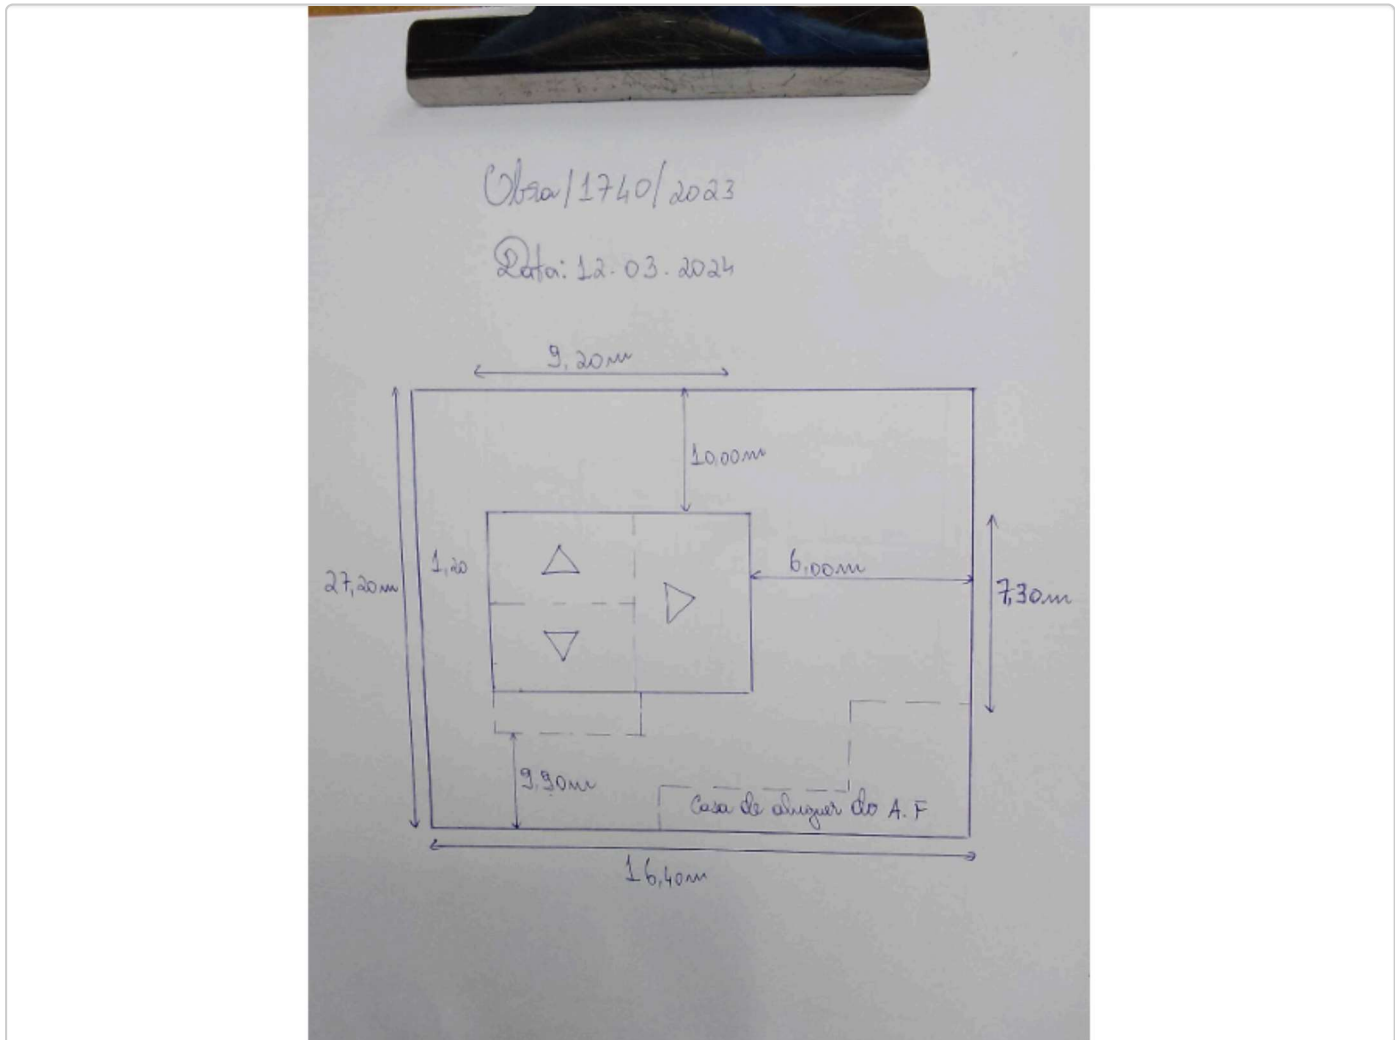 Obra/1740/2023
Data: 12.03.2024
9,20m
10,00m
1,20
6,00m
27,20m
7,30m
9,90m
Casa de aluguer do A.F
16,40m